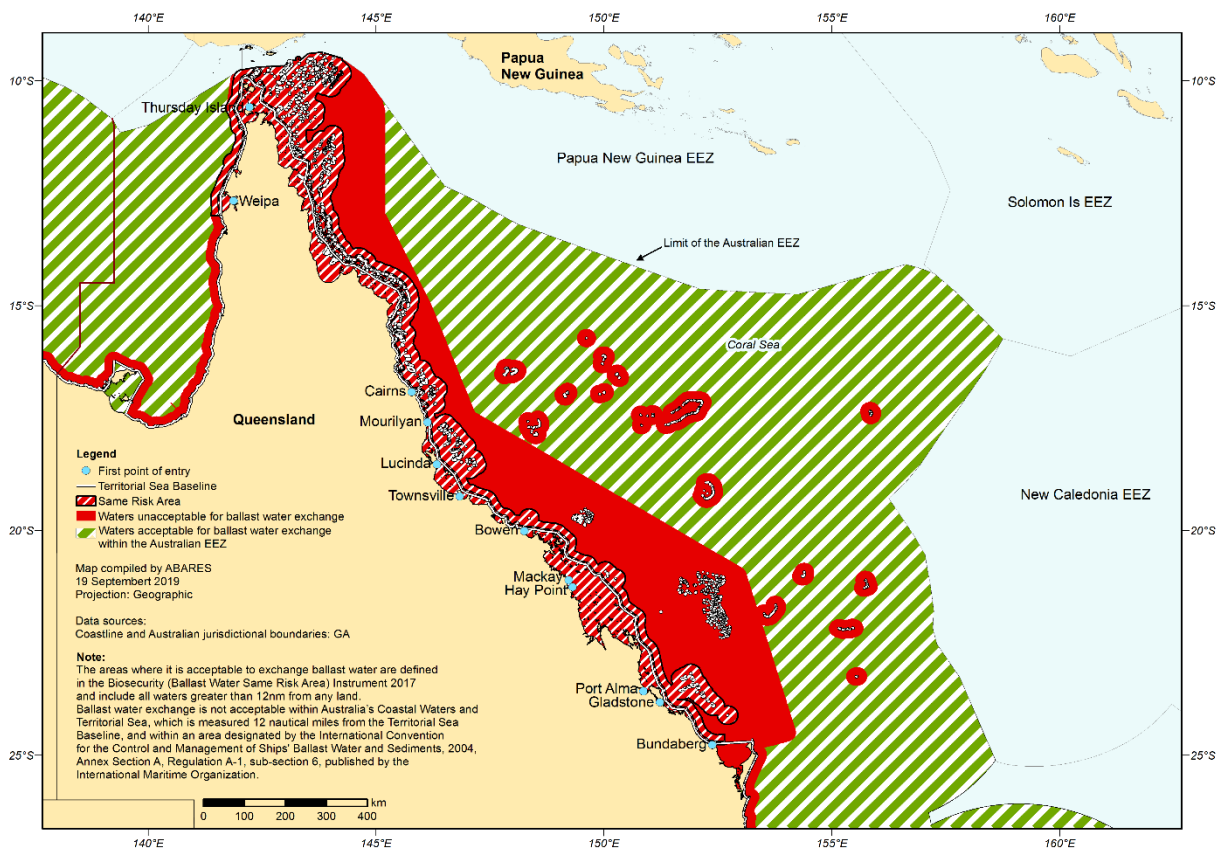 140°E 145°E 150°E 155°E 160°E
10°S 10°S
Papua
New Guinea
Thursday Island
Papua New Guinea EEZ
Weipa
Solomon Is EEZ
Limit of the Australian EEZ
15°S 15°S
Coral Sea
Cairns
Queensland
Mourilyan
Legend
First point of entry
Territorial Sea Baseline
Same Risk Area
Waters unacceptable for ballast water exchange
Waters acceptable for ballast water exchange
within the Australian EEZ
Lucinda
Townsville
New Caledonia EEZ
Bowen
20°S 20°S
Mackay
Hay Point
Map compiled by ABARES
19 Septembert 2019
Projection: Geographic
Data sources:
Coastline and Australian jurisdictional boundaries: GA
Note:
The areas where it is acceptable to exchange ballast water are defined
in the Biosecurity (Ballast Water Same Risk Area) Instrument 2017
and include all waters greater than 12nm from any land.
Ballast water exchange is not acceptable within Australia's Coastal Waters and
Territorial Sea, which is measured 12 nautical miles from the Territorial Sea
Baseline, and within an area designated by the International Convention
for the Control and Management of Ships' Ballast Water and Sediments, 2004,
Annex Section A, Regulation A-1, sub-section 6, published by the
International Maritime Organization.
Port Alma
Gladstone
Bundaberg
25°S 25°S
km
0 100 200 300 400
140°E 145°E 150°E 155°E 160°E